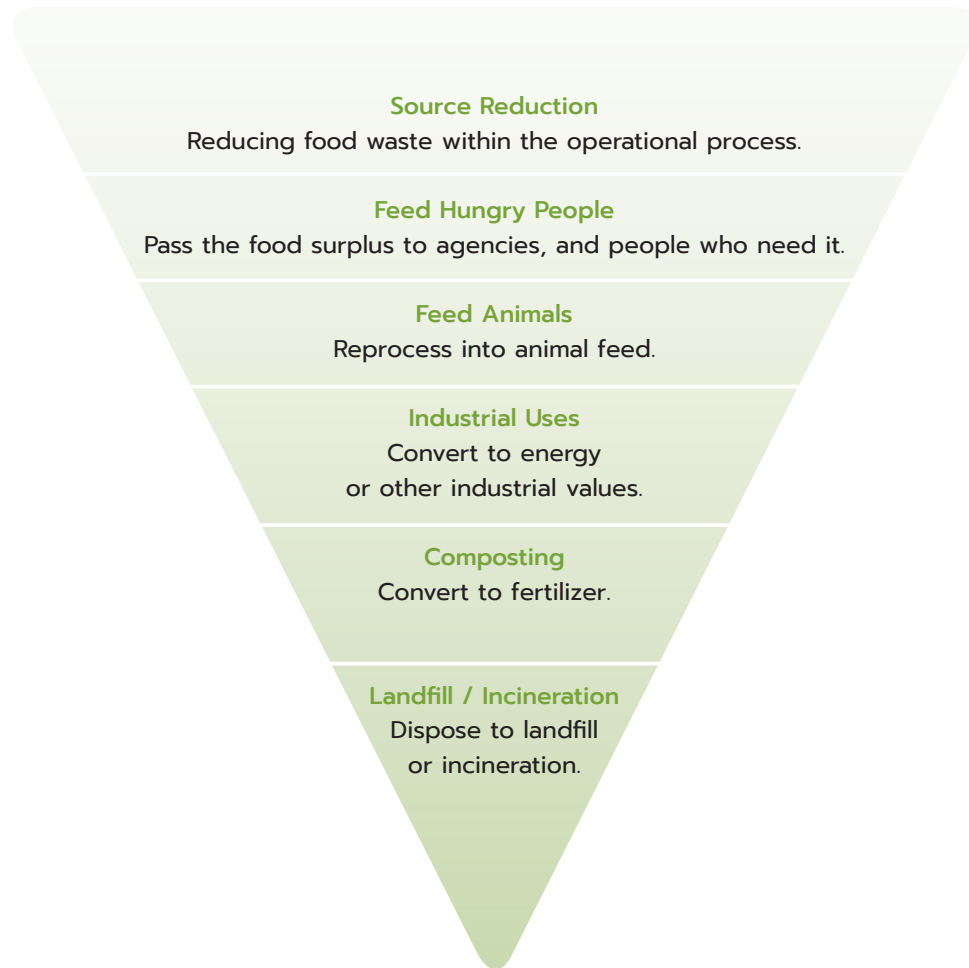 Source Reduction
Reducing food waste within the operational process.
Feed Hungry People
Pass the food surplus to agencies, and people who need it.
Feed Animals
Reprocess into animal feed.
Industrial Uses
Convert to energy
or other industrial values.
Composting
Convert to fertilizer.
Landfill / Incineration
Dispose to landfill
or incineration.